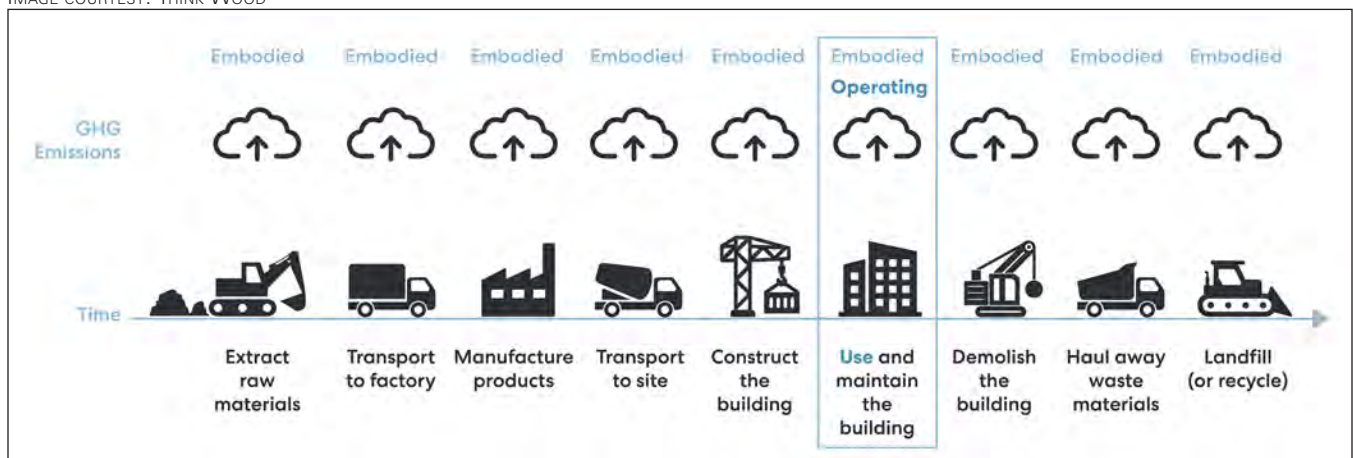 IMAGE COURTESY: THINK WOOD
Embodied Embodied Embodied Embodied Embodied Embodied Embodied Embodied Embodied
Operating
GHG
Emissions
Time
Extract
raw
materials
Transport
to factory
Manufacture
products
Transport
to site
Construct
the
building
Use and
maintain
the
building
Demolish
the
building
Haul away
waste
materials
Landfill
(or recycle)